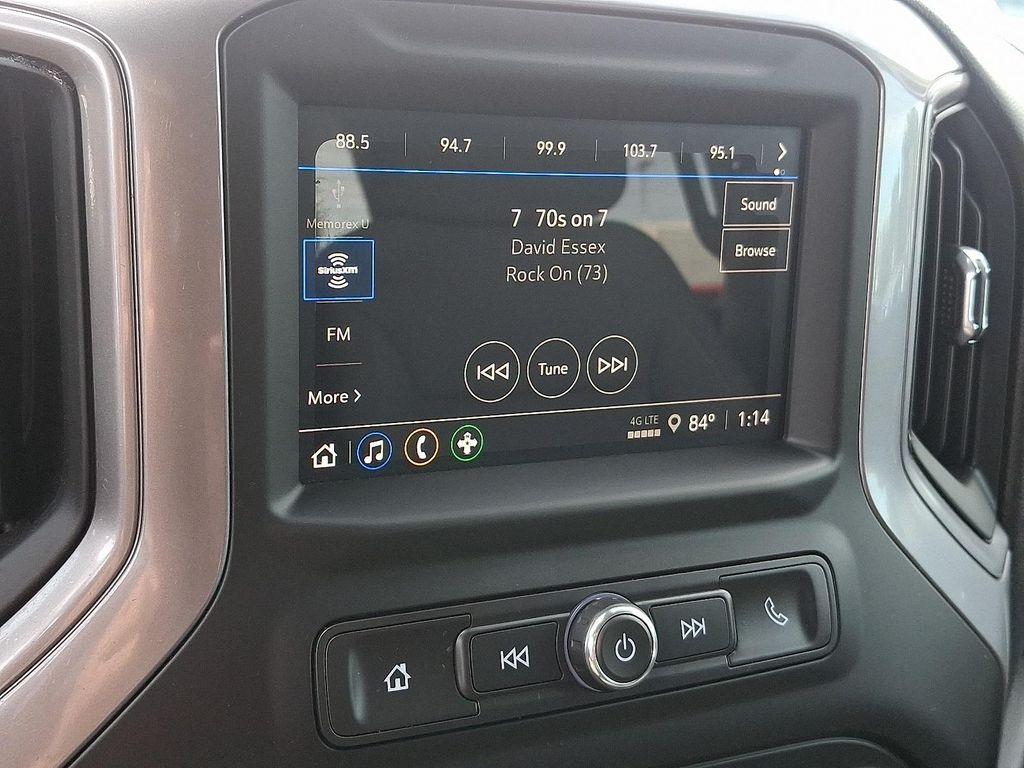 88.5 94.7 99.9 103.7 95.1
Memorex U
SiriusXM
FM
More
7 70s on 7
David Essex
Rock On (73)
Sound
Browse
Tune
4G LTE
84° 1:14